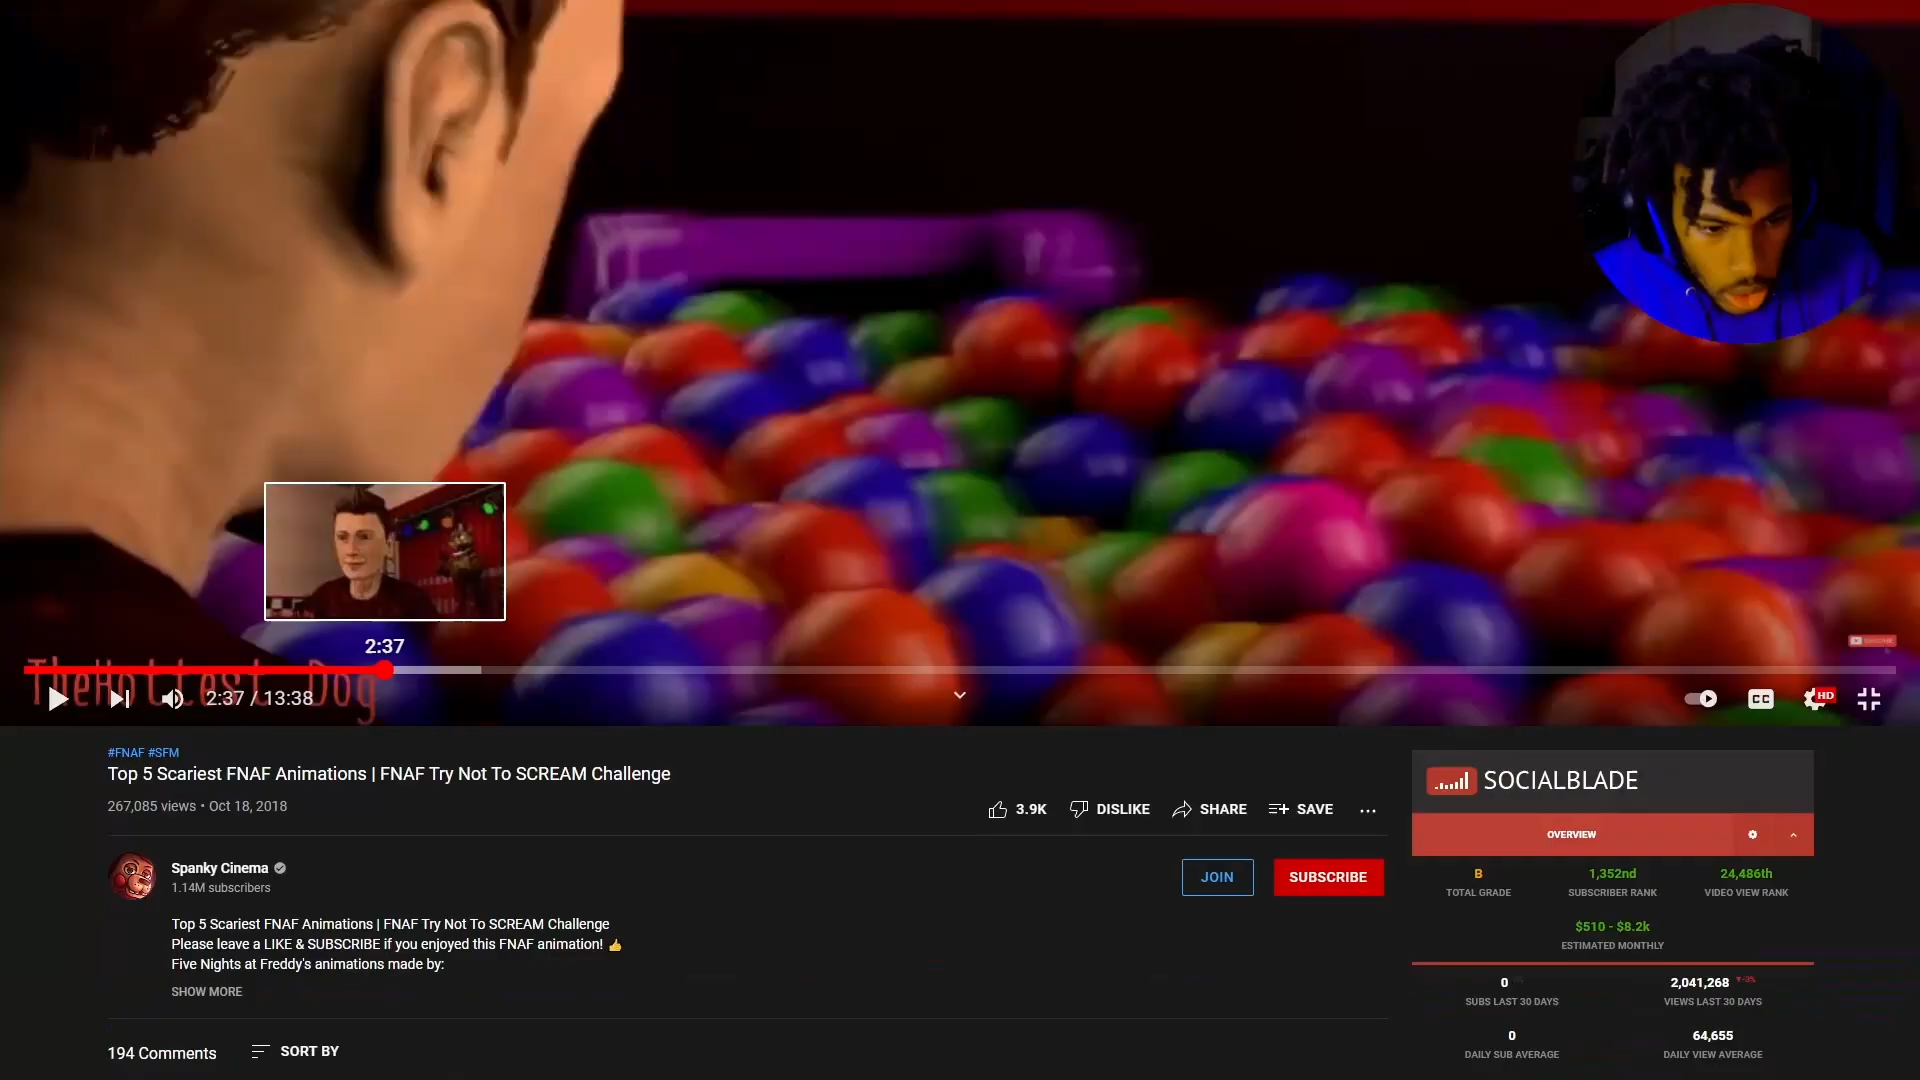 2:37
TheHottest Dog
2:37 / 13:38
CC
HD
#FNAF #SFM
Top 5 Scariest FNAF Animations | FNAF Try Not To SCREAM Challenge
267,085 views • Oct 18, 2018
3.9K
DISLIKE
SHARE
SAVE
Spanky Cinema
1.14M subscribers
JOIN
SUBSCRIBE
Top 5 Scariest FNAF Animations | FNAF Try Not To SCREAM Challenge
Please leave a LIKE & SUBSCRIBE if you enjoyed this FNAF animation! 👍
Five Nights at Freddy's animations made by:
SHOW MORE
194 Comments
SORT BY
SOCIALBLADE
OVERVIEW
B
TOTAL GRADE
1,352nd
SUBSCRIBER RANK
24,486th
VIDEO VIEW RANK
$510 - $8.2k
ESTIMATED MONTHLY
0
SUBS LAST 30 DAYS
2,041,268
VIEWS LAST 30 DAYS
0
DAILY SUB AVERAGE
64,655
DAILY VIEW AVERAGE